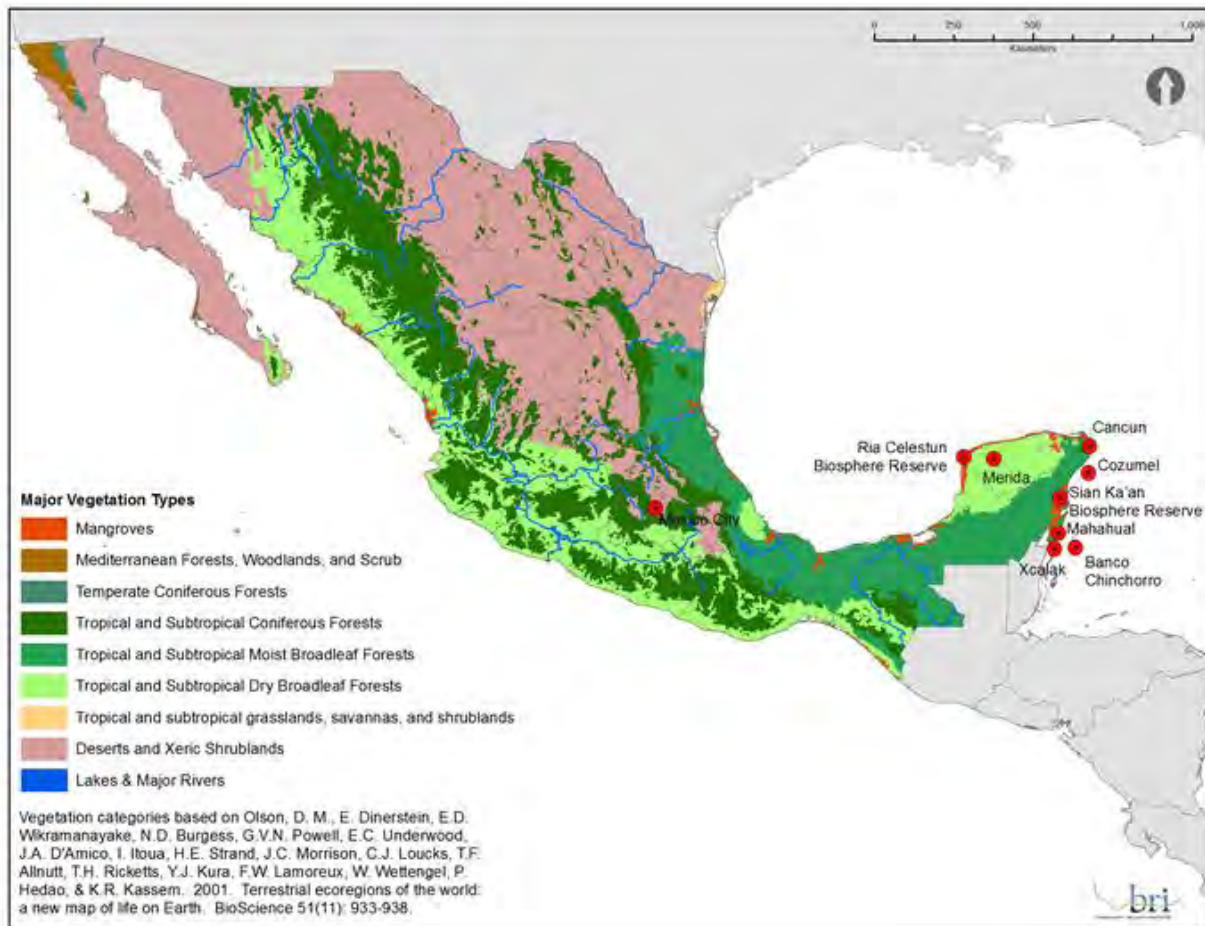 0 250 500 1,000
Kilometers
Cancun
Ria Celestun
Biosphere Reserve
Merida
Cozumel
Sian Ka'an
Biosphere Reserve
Mahahual
Mexico City
Xcalak
Banco
Chinchorro
Major Vegetation Types
Mangroves
Mediterranean Forests, Woodlands, and Scrub
Temperate Coniferous Forests
Tropical and Subtropical Coniferous Forests
Tropical and Subtropical Moist Broadleaf Forests
Tropical and Subtropical Dry Broadleaf Forests
Tropical and subtropical grasslands, savannas, and shrublands
Deserts and Xeric Shrublands
Lakes & Major Rivers
Vegetation categories based on Olson, D. M., E. Dinerstein, E.D.
Wikramanayake, N.D. Burgess, G.V.N. Powell, E.C. Underwood,
J.A. D'Amico, I. Itoua, H.E. Strand, J.C. Morrison, C.J. Loucks, T.F.
Allnutt, T.H. Ricketts, Y.J. Kura, F.W. Lamoreux, W. Wettengel, P.
Hedao, & K.R. Kassem. 2001. Terrestrial ecoregions of the world:
a new map of life on Earth. BioScience 51(11): 933-938.
bri